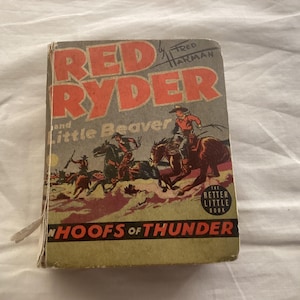 RED
by FRED
HARMAN
RYDER
and
Little Beaver
IN HOOFS OF THUNDER
THE
BETTER
LITTLE
BOOK